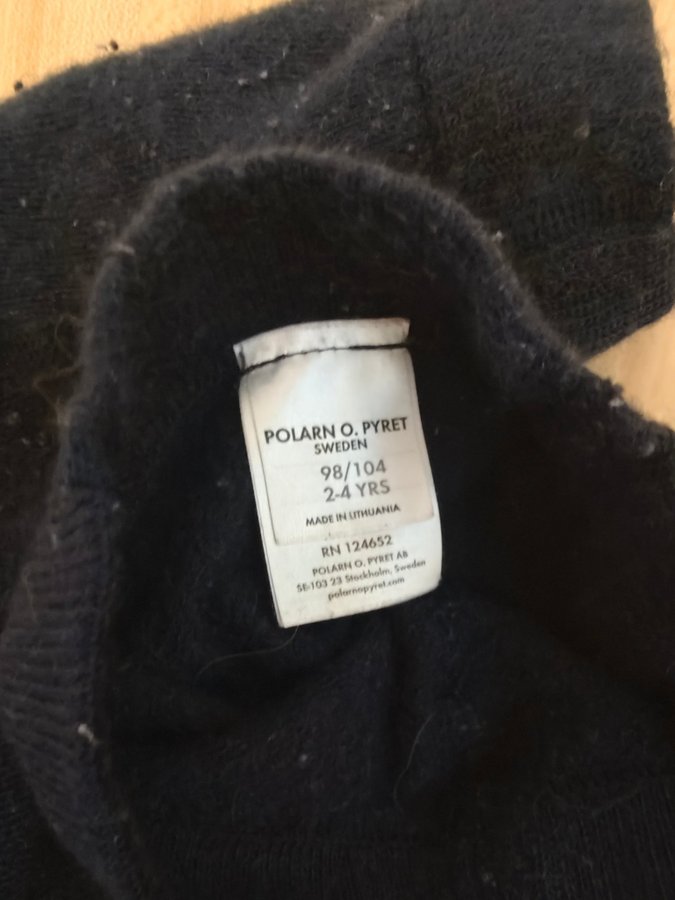 POLARN O. PYRET
SWEDEN
98/104
2-4 YRS
MADE IN LITHUANIA
RN 124652
POLARN O. PYRET AB
SE-103 23 Stockholm, Sweden
polarnopyret.com